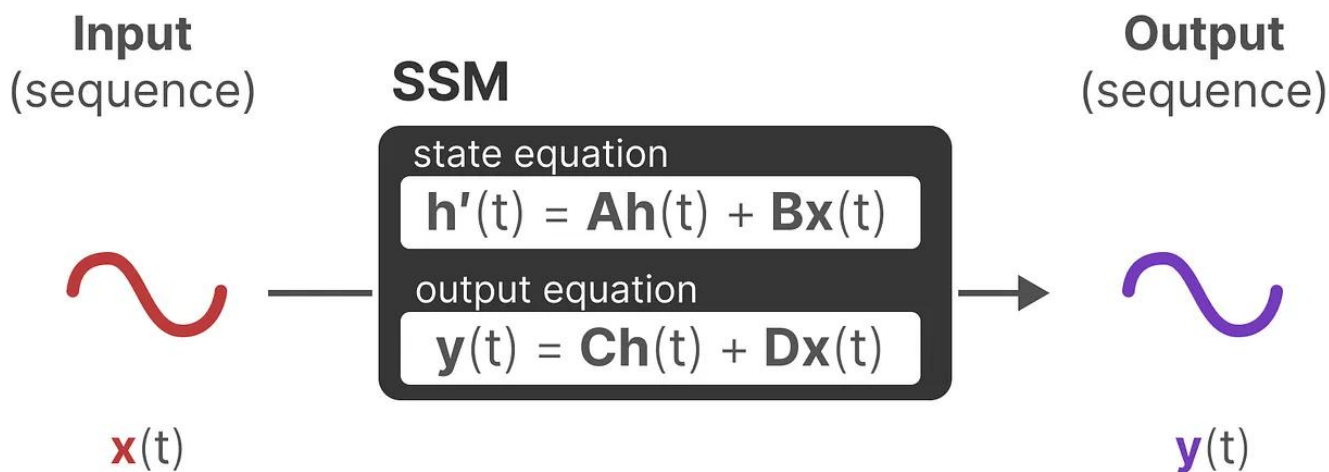 Input
(sequence)
SSM
state equation
h′(t) = Ah(t) + Bx(t)
output equation
y(t) = Ch(t) + Dx(t)
x(t)
Output
(sequence)
y(t)